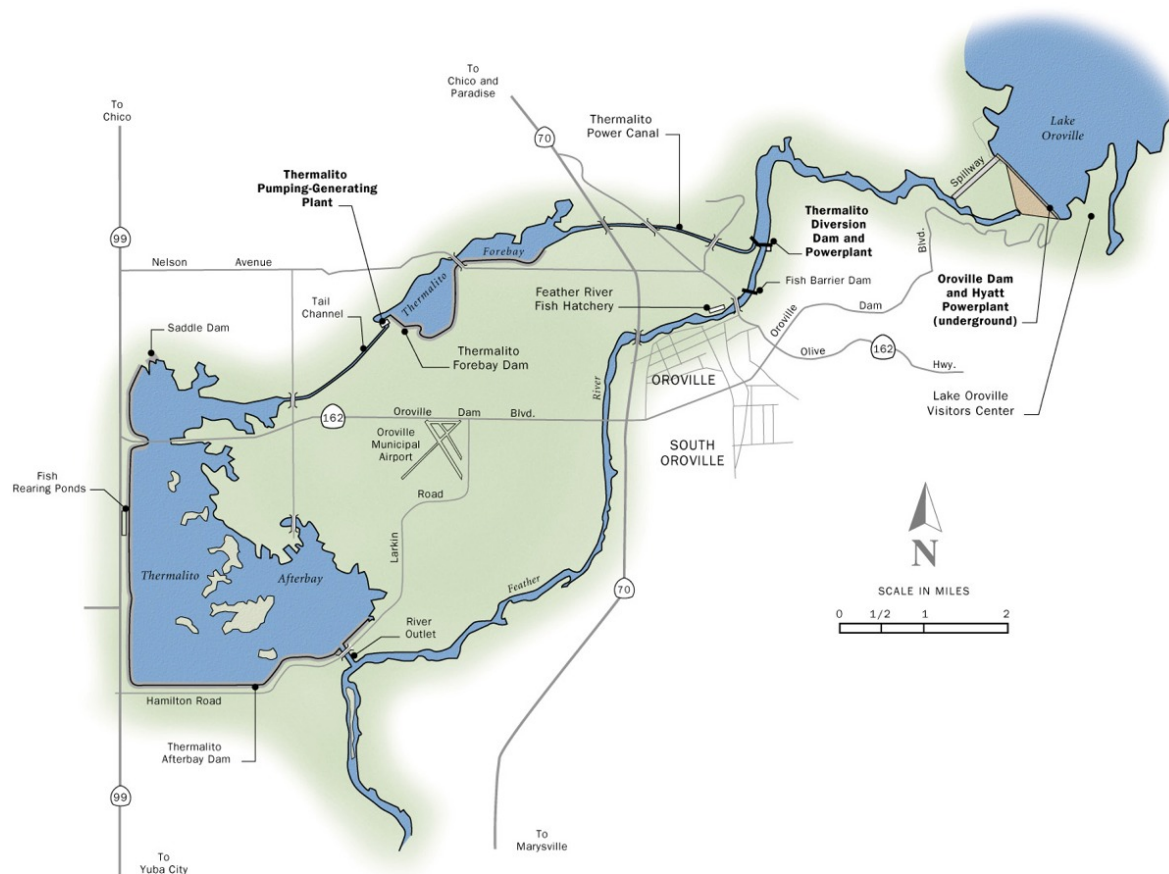 To
Chico and
Paradise
To
Chico
70
Thermalito
Power Canal
Lake
Oroville
Spillway
Thermalito
Pumping-Generating
Plant
99
Nelson Avenue
Thermalito Forebay
Thermalito
Diversion
Dam and
Powerplant
Blvd.
Fish Barrier Dam
Oroville Dam
and Hyatt
Powerplant
(underground)
Feather River
Fish Hatchery
Tail
Channel
Saddle Dam
Thermalito
Forebay Dam
Oroville Dam
Olive 162 Hwy.
River
OROVILLE
Lake Oroville
Visitors Center
162
Oroville Dam Blvd.
Oroville
Municipal
Airport
SOUTH
OROVILLE
Fish
Rearing Ponds
Road
Larkin
N
Thermalito Afterbay
Feather
70
SCALE IN MILES
0 1/2 1 2
River
Outlet
Hamilton Road
Thermalito
Afterbay Dam
99
To
Marysville
To
Yuba City